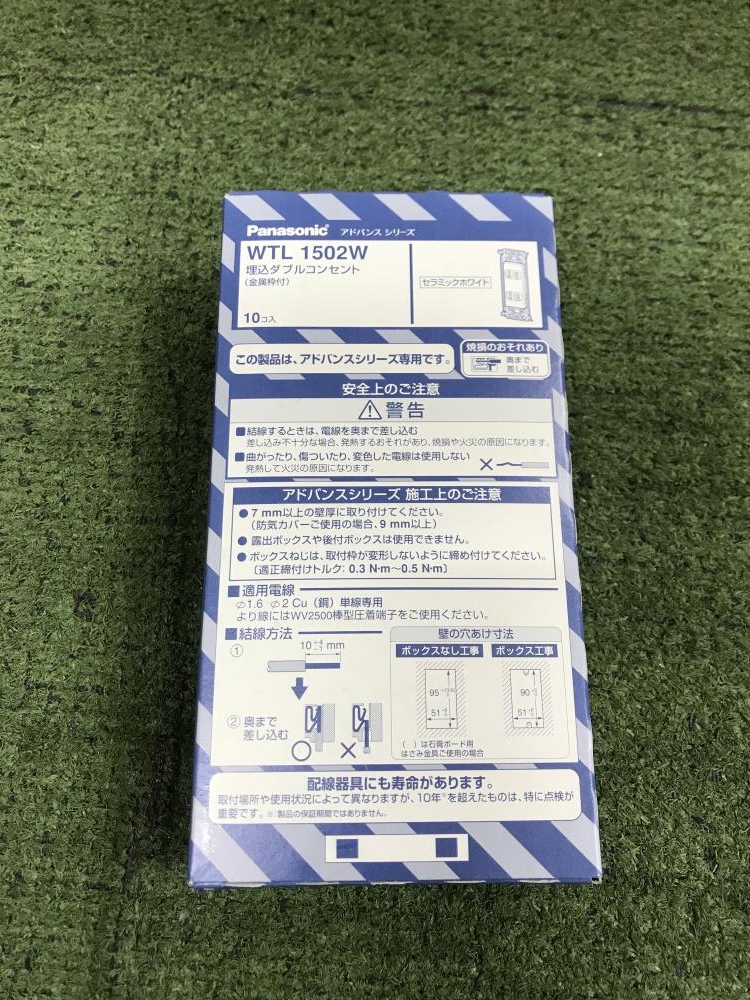 Panasonic アドバンス シリーズ
WTL 1502W
埋込ダブルコンセント
(金属枠付)
セラミックホワイト
10コ入
この製品は、アドバンスシリーズ専用です。
焼損のおそれあり
奥まで
差し込む
安全上のご注意
警告
■結線するときは、電線を奥まで差し込む
差し込み不十分な場合、発熱するおそれがあり、焼損や火災の原因になります。
■曲がったり、傷ついたり、変色した電線は使用しない
発熱して火災の原因になります。
アドバンスシリーズ 施工上のご注意
● 7 mm以上の壁厚に取り付けてください。
(防気カバーご使用の場合、9 mm以上)
● 露出ボックスや後付ボックスは使用できません。
● ボックスねじは、取付枠が変形しないように締め付けてください。
〔適正締付けトルク: 0.3 N·m〜0.5 N·m〕
■適用電線
φ1.6 φ2 Cu(銅)単線専用
より線にはWV2500棒型圧着端子をご使用ください。
■結線方法
① 10 mm
② 奥まで
差し込む
壁の穴あけ寸法
ボックスなし工事 ボックス工事
95
51
90
51
( )は石膏ボード用
はさみ金具ご使用の場合
配線器具にも寿命があります。
取付場所や使用状況によって異なりますが、10年※を超えたものは、特に点検が
重要です。※:製品の保証期間ではありません。